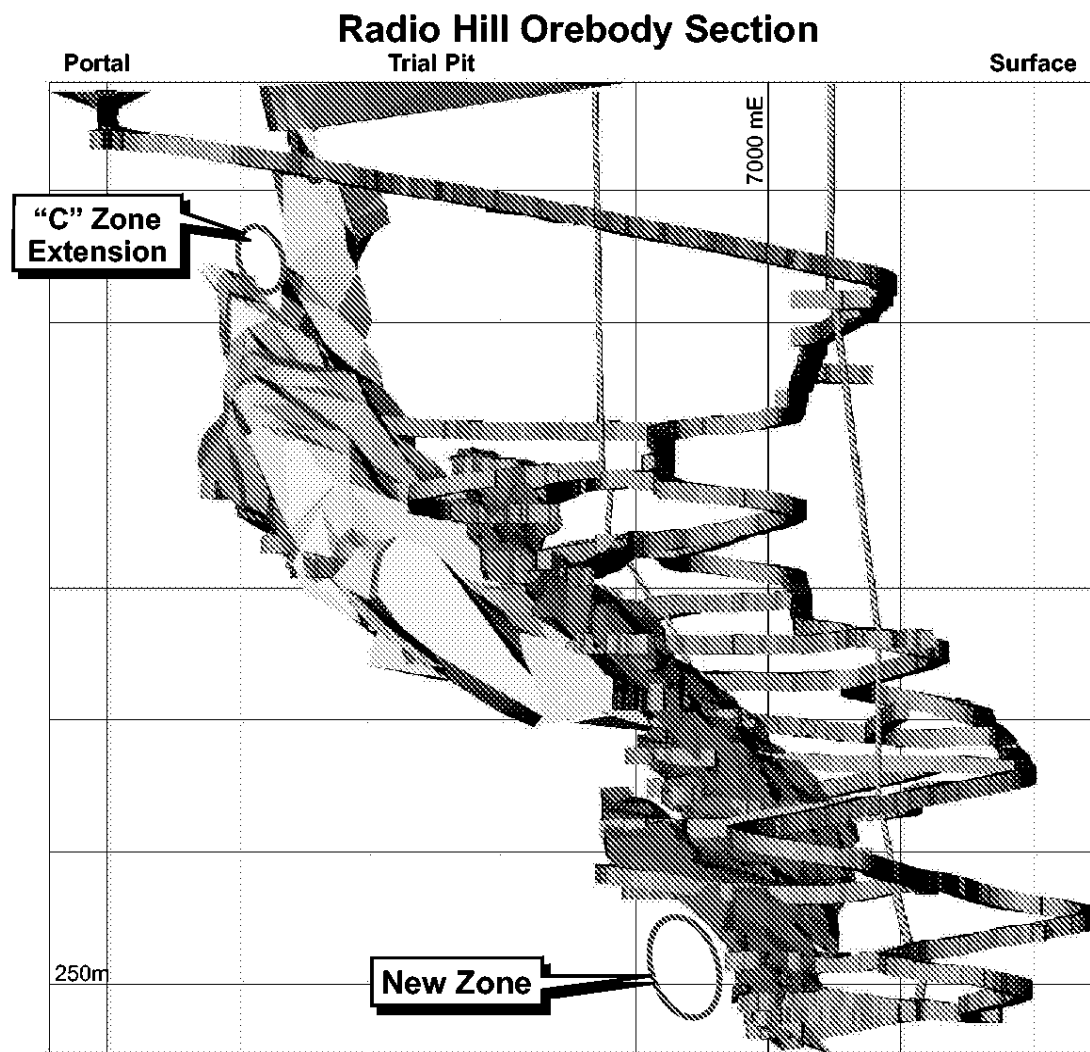 Radio Hill Orebody Section
Portal
Trial Pit
Surface
7000 mE
“C” Zone
Extension
250m
New Zone